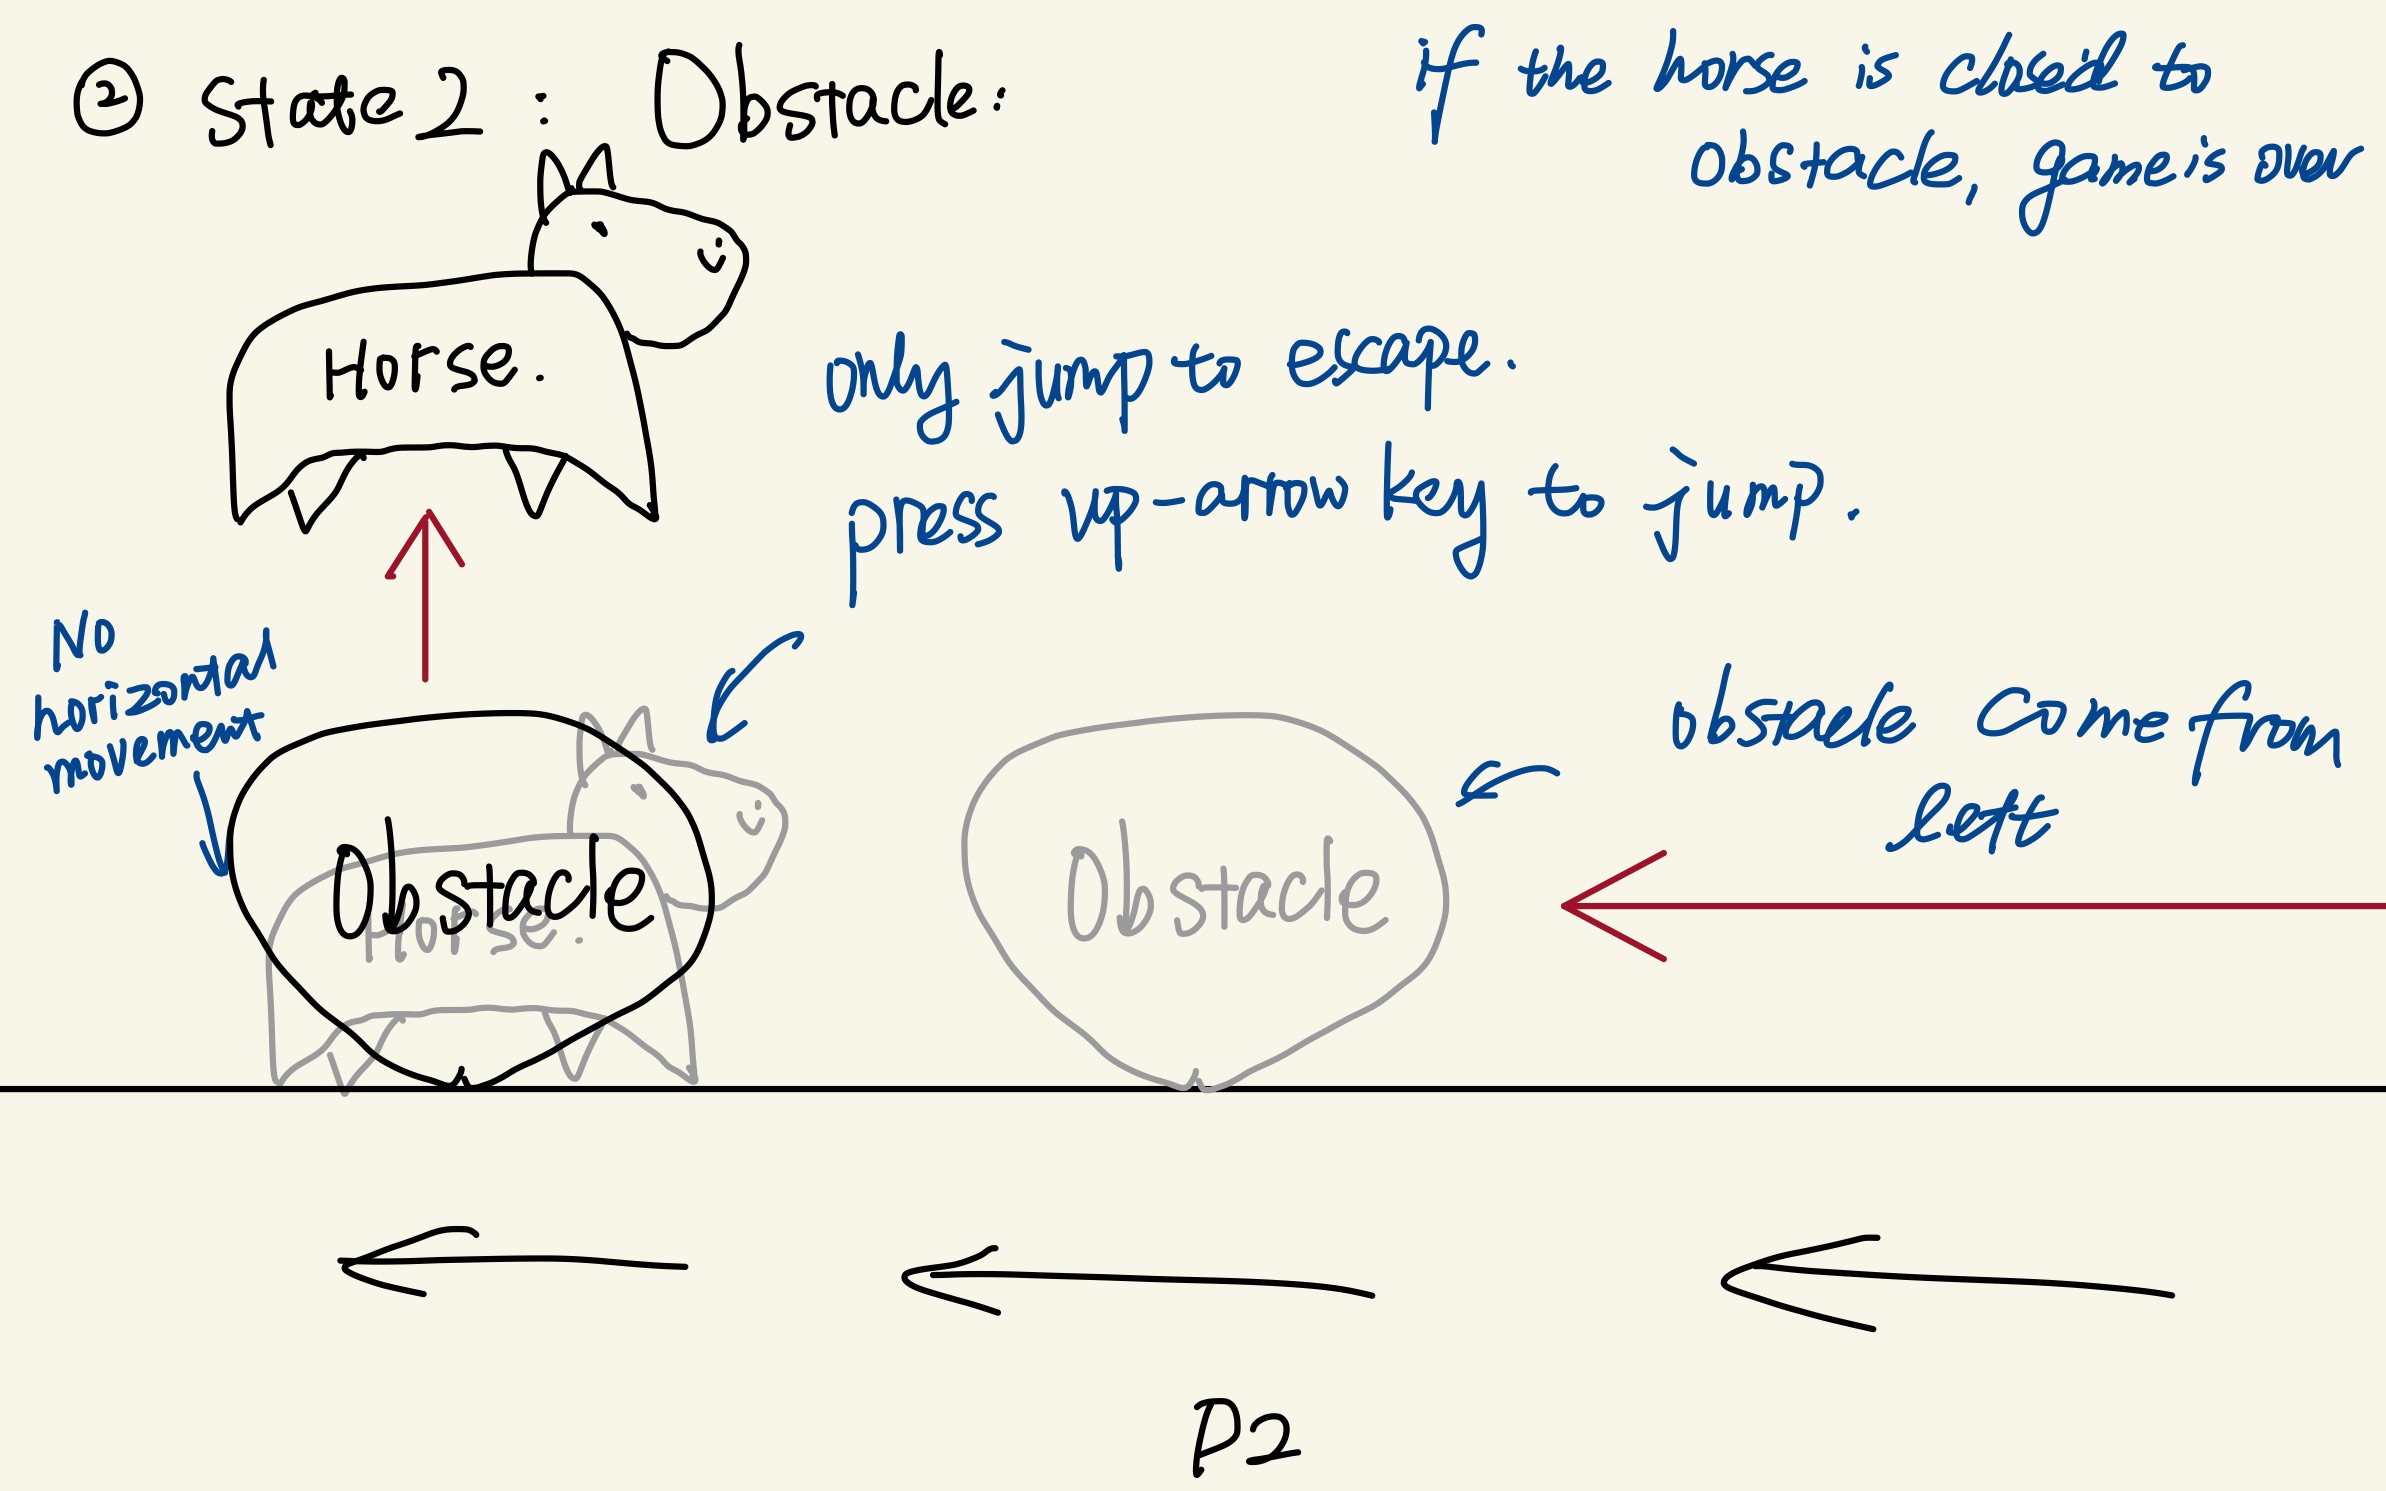 ② state 2 : Obstacle:
if the horse is closed to
obstacle, game is over
Horse.
only jump to escape.
press up-arrow key to jump.
No
horizontal
movement
obstacle come from
left
Obstacle
Horse.
Obstacle
P2